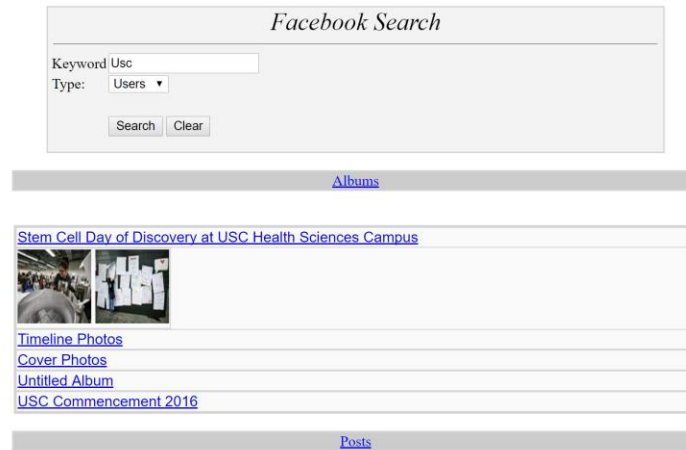 Facebook Search
Keyword Usc
Type: Users
Search Clear
Albums
Stem Cell Day of Discovery at USC Health Sciences Campus
Timeline Photos
Cover Photos
Untitled Album
USC Commencement 2016
Posts